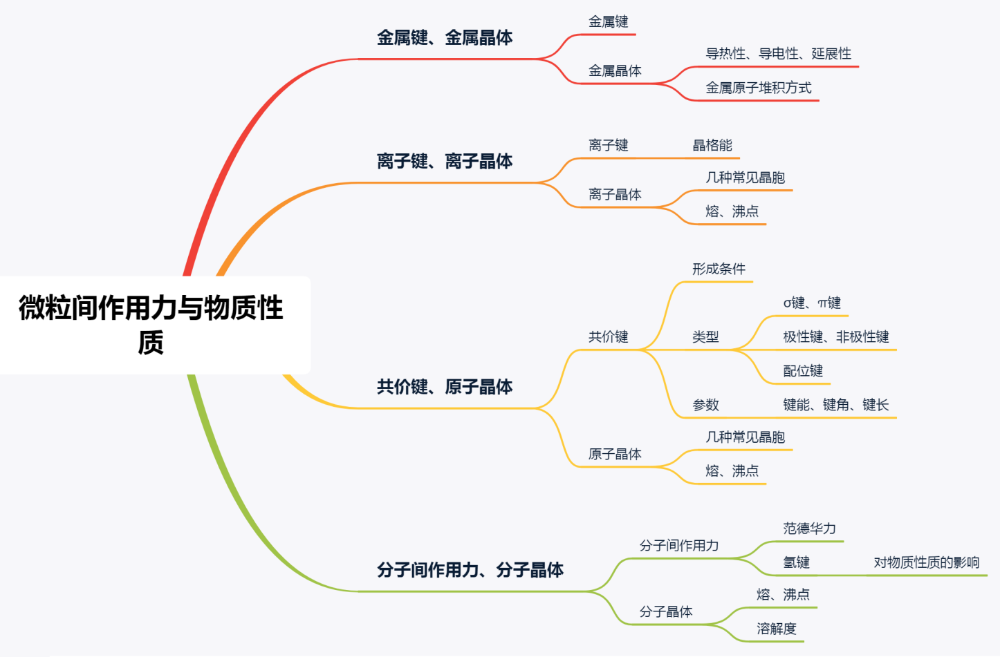 微粒间作用力与物质性
质
金属键、金属晶体
金属键
金属晶体
导热性、导电性、延展性
金属原子堆积方式
离子键、离子晶体
离子键
晶格能
离子晶体
几种常见晶胞
熔、沸点
共价键、原子晶体
共价键
形成条件
类型
σ键、π键
极性键、非极性键
配位键
参数
键能、键角、键长
原子晶体
几种常见晶胞
熔、沸点
分子间作用力、分子晶体
分子间作用力
范德华力
氢键
对物质性质的影响
分子晶体
熔、沸点
溶解度